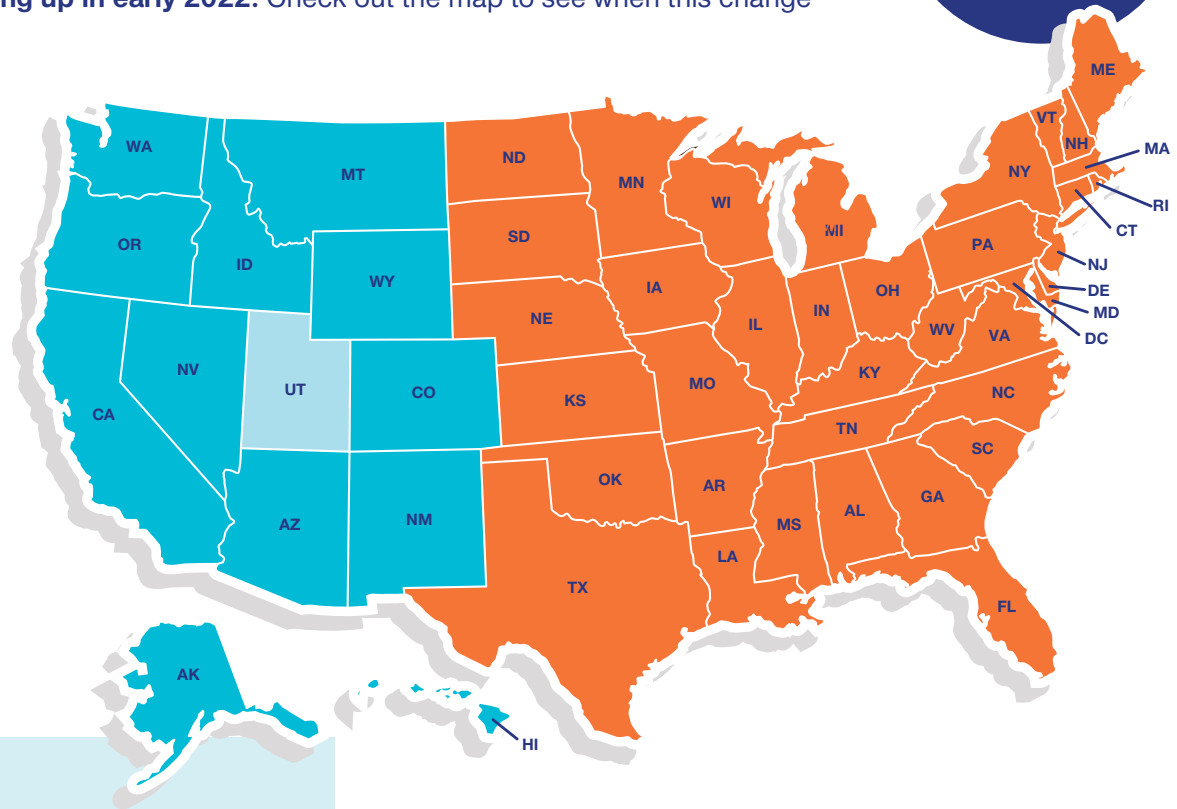 ng up in early 2022. Check out the map to see when this change
ME
WA
VT
NH
MA
ND
MT
MN
NY
WI
RI
SD
MI
CT
OR
PA
ID
NJ
WY
IA
OH
DE
IN
MD
NE
IL
WV
VA
DC
NV
KY
MO
UT
CO
NC
KS
CA
TN
SC
OK
AR
GA
AL
NM
AZ
MS
LA
TX
FL
AK
HI